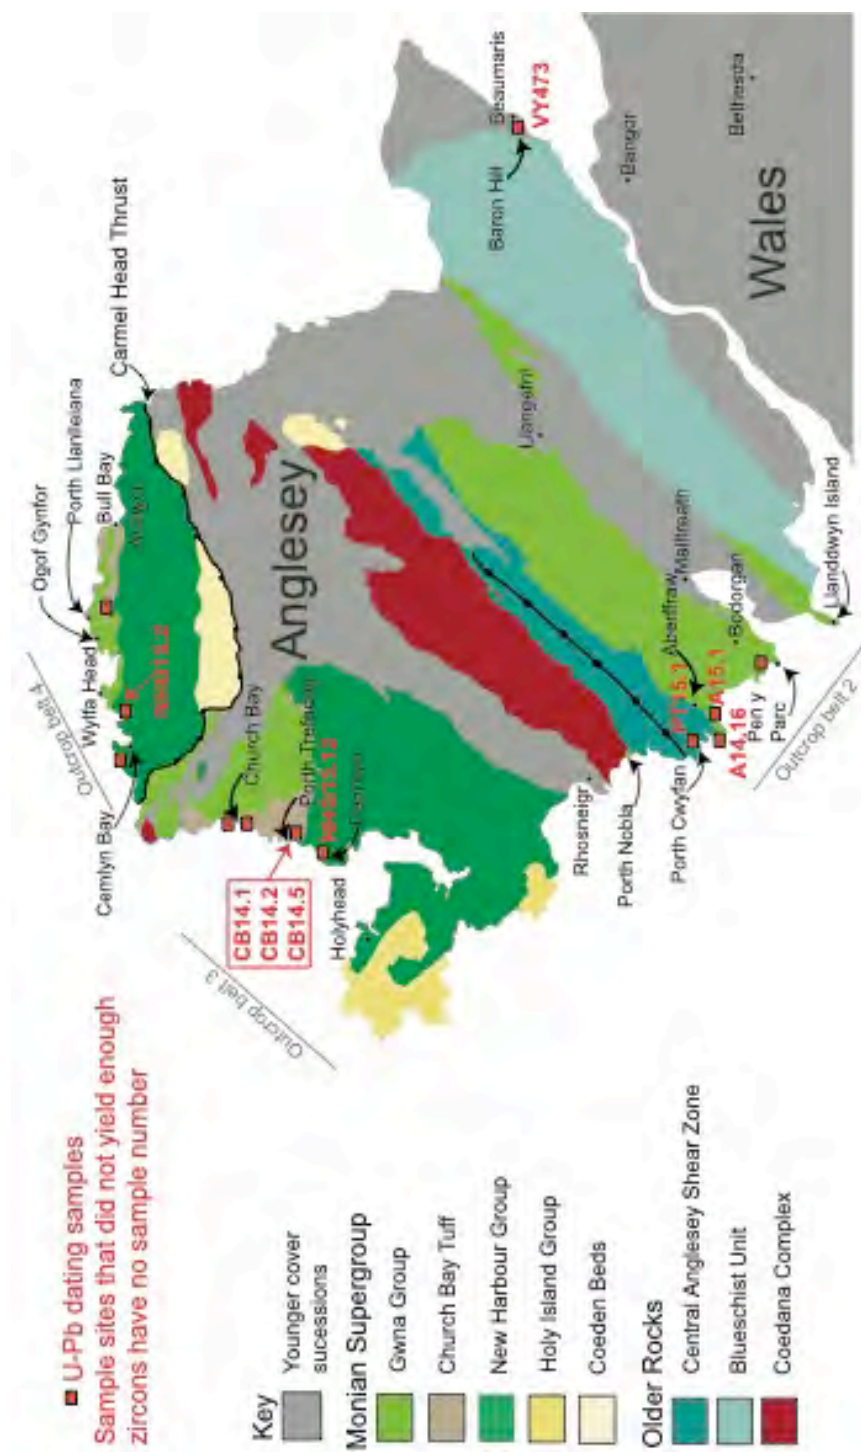 U-Pb dating samples
Sample sites that did not yield enough
zircons have no sample number
Key
Younger cover
sucessions
Monian Supergroup
Gwna Group
Church Bay Tuff
New Harbour Group
Holy Island Group
Coeden Beds
Older Rocks
Central Anglesey Shear Zone
Blueschist Unit
Coedana Complex
Outcrop belt 4
Ogof Gynfor
Porth Llanlleiana
Bull Bay
Carmel Head Thrust
Wylfa Head
Cemlyn Bay
Church Bay
CB14.1
CB14.2
CB14.5
Outcrop belt 3
Holyhead
Anglesey
Beaumaris
VY473
Baron Hill
Bangor
Bethesda
Wales
Llangefni
Rhosneigr
Porth Nobla
Porth Cwyfan
PT15.1
A15.1
A14.16
Aberffraw
Malltraeth
Bodorgan
Pen y
Parc
Outcrop belt 2
Llanddwyn Island